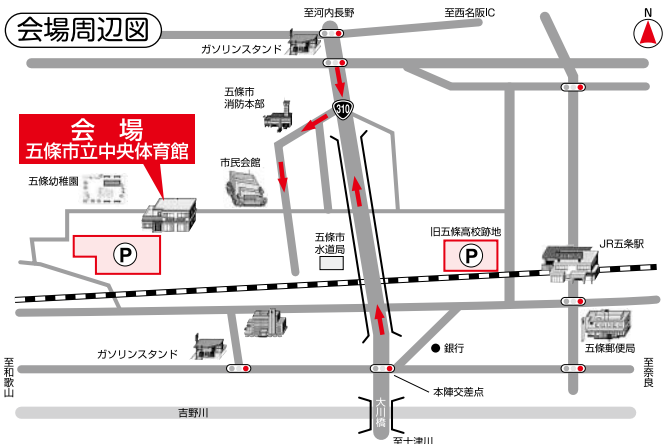 会場周辺図
至河内長野
至西名阪IC
N
ガソリンスタンド
五條市
消防本部
310
会 場
五條市立中央体育館
市民会館
五條幼稚園
P
五條市
水道局
旧五條高校跡地
P
JR五条駅
ガソリンスタンド
銀行
五條郵便局
至和歌山
至奈良
本陣交差点
吉野川
大川橋
至十津川